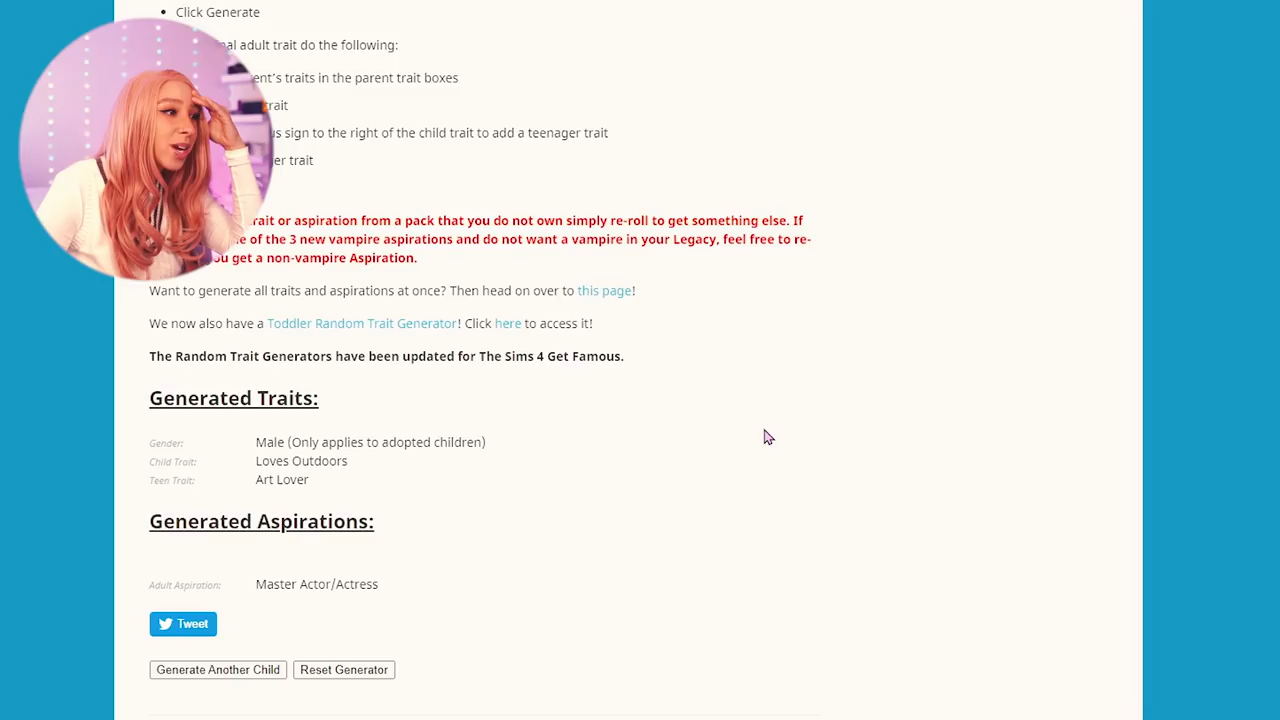 Click Generate
nal adult trait do the following:
ent's traits in the parent trait boxes
trait
us sign to the right of the child trait to add a teenager trait
er trait
rait or aspiration from a pack that you do not own simply re-roll to get something else. If
e of the 3 new vampire aspirations and do not want a vampire in your Legacy, feel free to re-
ou get a non-vampire Aspiration.
Want to generate all traits and aspirations at once? Then head on over to this page!
We now also have a Toddler Random Trait Generator! Click here to access it!
The Random Trait Generators have been updated for The Sims 4 Get Famous.
Generated Traits:
Gender: Male (Only applies to adopted children)
Child Trait: Loves Outdoors
Teen Trait: Art Lover
Generated Aspirations:
Adult Aspiration: Master Actor/Actress
Tweet
Generate Another Child Reset Generator